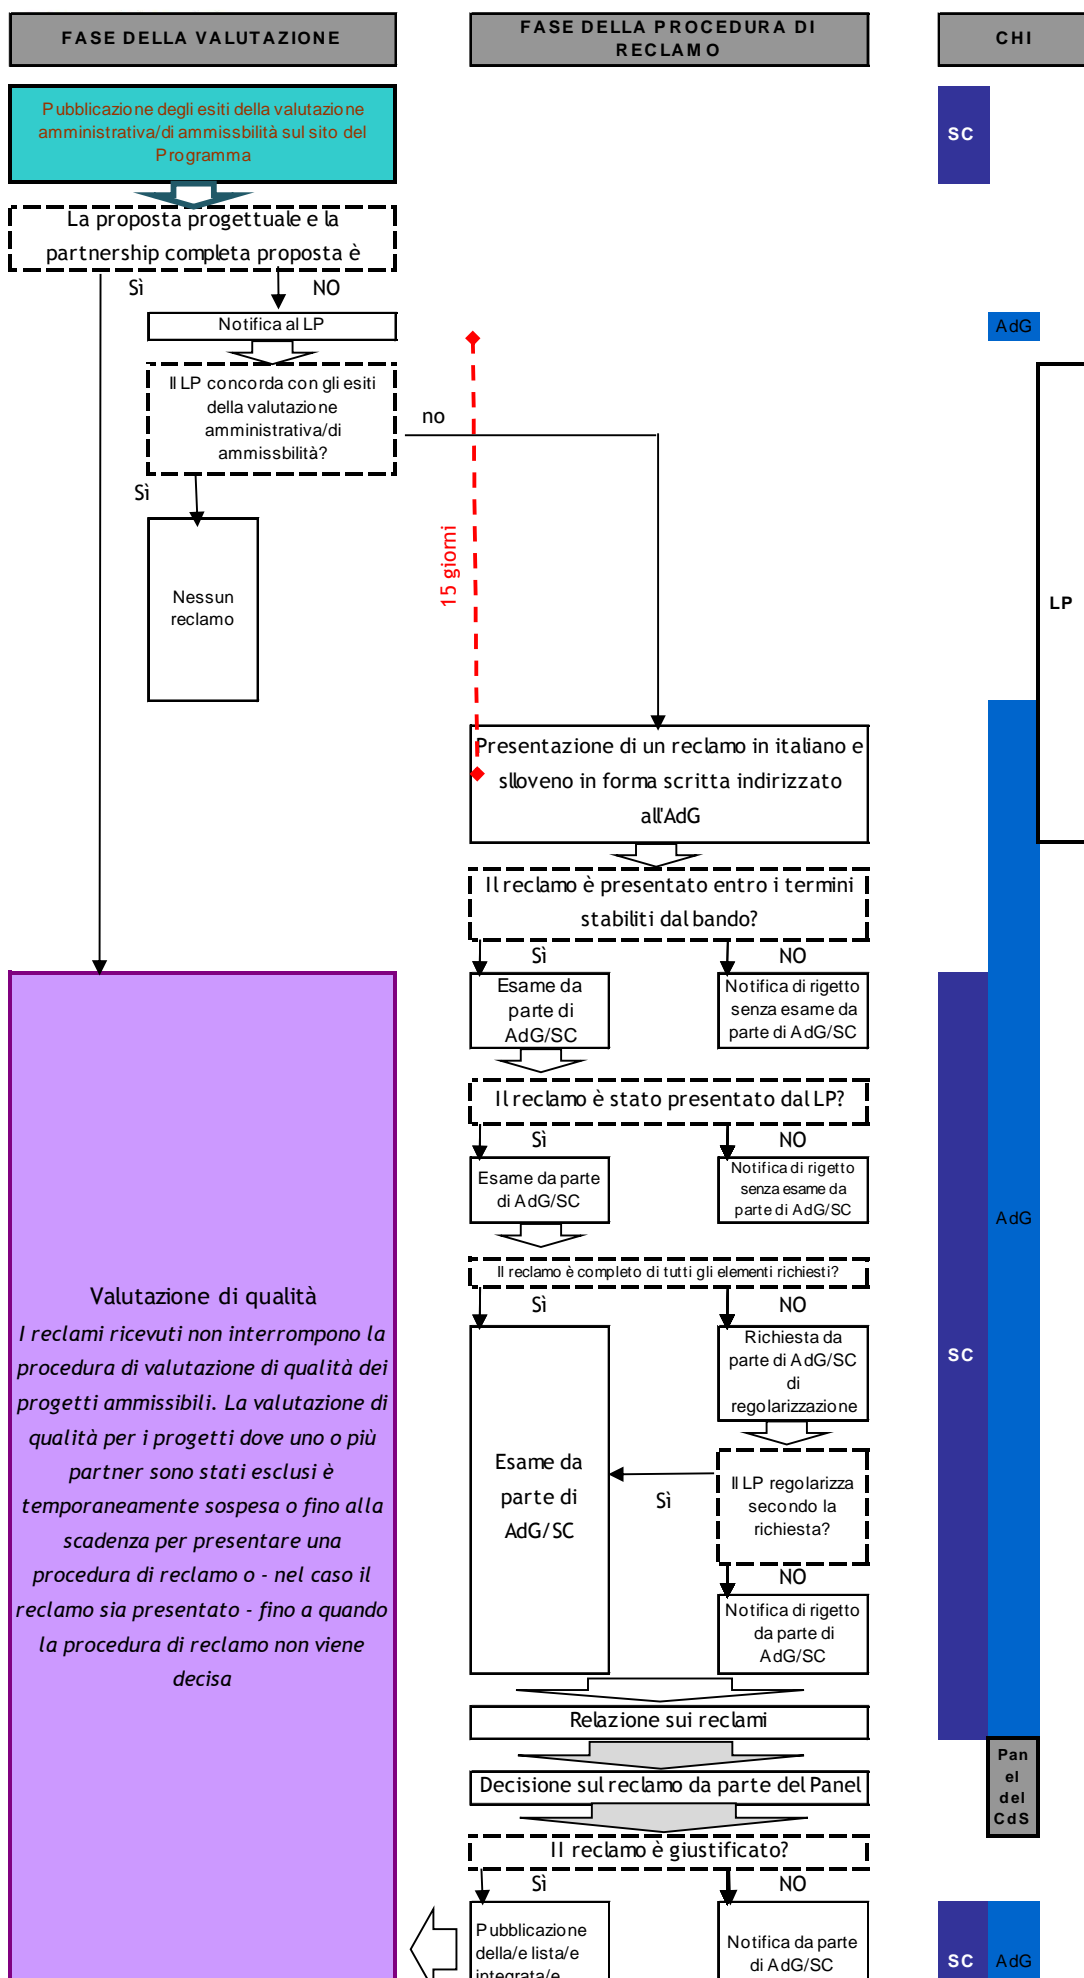 FASE DELLA VALUTAZIONE
FASE DELLA PROCEDURA DI
RECLAMO
CHI
Pubblicazione degli esiti della valutazione
amministrativa/di ammissbilità sul sito del
Programma
SC
La proposta progettuale e la
partnership completa proposta è
Sì
NO
Notifica al LP
AdG
Il LP concorda con gli esiti
della valutazione
amministrativa/di
ammissbilità?
no
Sì
15 giorni
Nessun
reclamo
LP
Presentazione di un reclamo in italiano e
slloveno in forma scritta indirizzato
all'AdG
Il reclamo è presentato entro i termini
stabiliti dal bando?
Sì
NO
Esame da
parte di
AdG/SC
Notifica di rigetto
senza esame da
parte di AdG/SC
Il reclamo è stato presentato dal LP?
Sì
NO
Esame da parte
di AdG/SC
Notifica di rigetto
senza esame da
parte di AdG/SC
AdG
Il reclamo è completo di tutti gli elementi richiesti?
Sì
NO
Valutazione di qualità
I reclami ricevuti non interrompono la
procedura di valutazione di qualità dei
progetti ammissibili. La valutazione di
qualità per i progetti dove uno o più
partner sono stati esclusi è
temporaneamente sospesa o fino alla
scadenza per presentare una
procedura di reclamo o - nel caso il
reclamo sia presentato - fino a quando
la procedura di reclamo non viene
decisa
Richiesta da
parte di AdG/SC
di
regolarizzazione
SC
Esame da
parte di
AdG/SC
Sì
Il LP regolarizza
secondo la
richiesta?
NO
Notifica di rigetto
da parte di
AdG/SC
Relazione sui reclami
Decisione sul reclamo da parte del Panel
Pan
el
del
CdS
Il reclamo è giustificato?
Sì
NO
Pubblicazione
della/e lista/e
integrata/e
Notifica da parte
di AdG/SC
SC
AdG